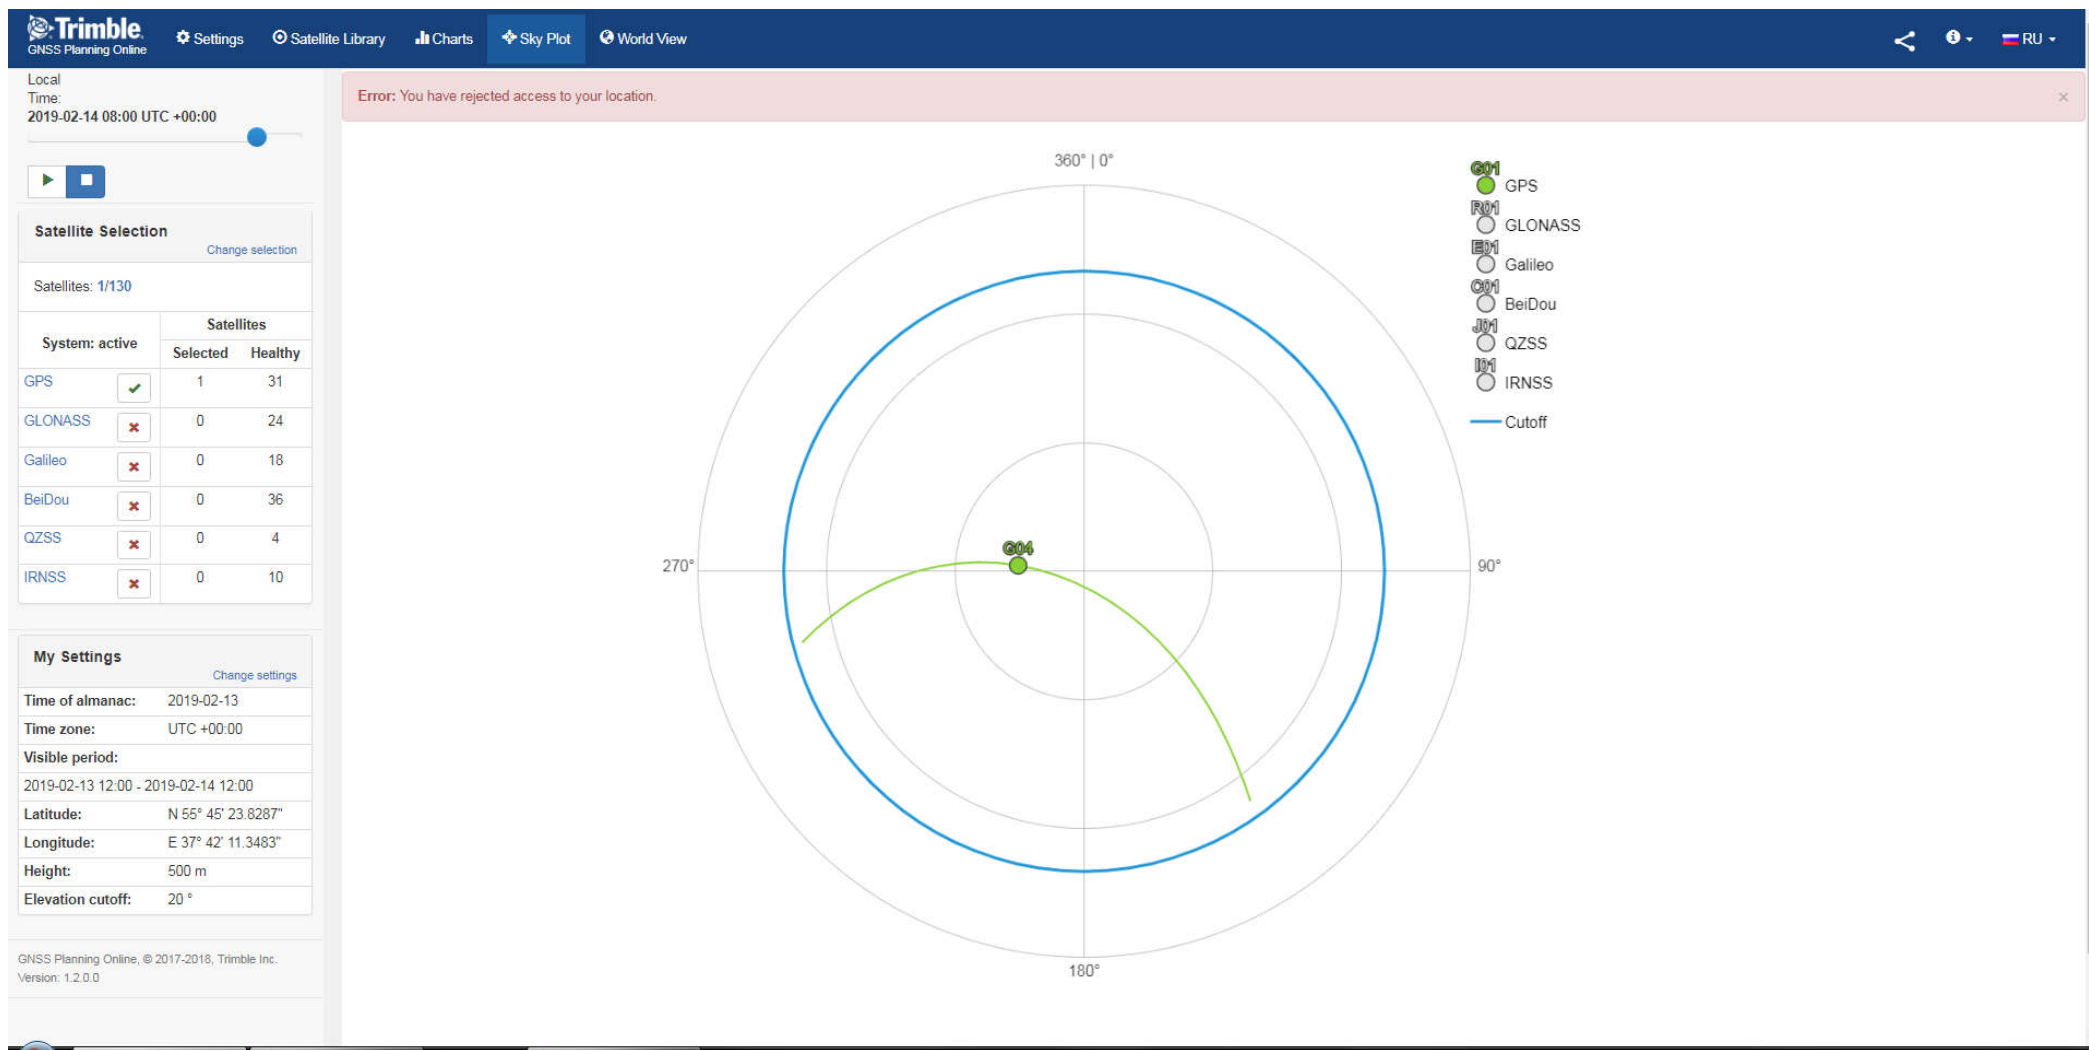 Trimble.
GNSS Planning Online
Settings
Satellite Library
Charts
Sky Plot
World View
RU
Local
Time:
2019-02-14 08:00 UTC +00:00
Error: You have rejected access to your location.
×
Satellite Selection
Change selection
Satellites: 1/130
System: active
Satellites
Selected Healthy
GPS 1 31
GLONASS 0 24
Galileo 0 18
BeiDou 0 36
QZSS 0 4
IRNSS 0 10
My Settings
Change settings
Time of almanac: 2019-02-13
Time zone: UTC +00:00
Visible period:
2019-02-13 12:00 - 2019-02-14 12:00
Latitude: N 55° 45' 23.8287"
Longitude: E 37° 42' 11.3483"
Height: 500 m
Elevation cutoff: 20 °
GNSS Planning Online, © 2017-2018, Trimble Inc.
Version: 1.2.0.0
360° | 0°
270°
G04
90°
180°
G01
GPS
R01
GLONASS
E01
Galileo
C01
BeiDou
J01
QZSS
I01
IRNSS
Cutoff